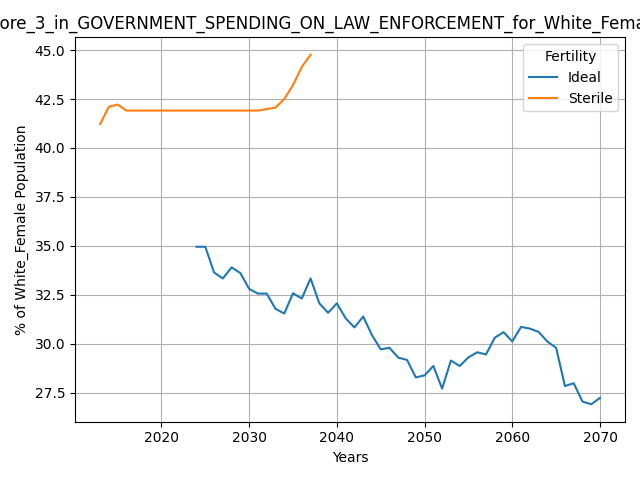 ore_3_in_GOVERNMENT_SPENDING_ON_LAW_ENFORCEMENT_for_White_Fema
Fertility
Ideal
Sterile
% of White_Female Population
45.0
42.5
40.0
37.5
35.0
32.5
30.0
27.5
2020
2030
2040
2050
2060
2070
Years